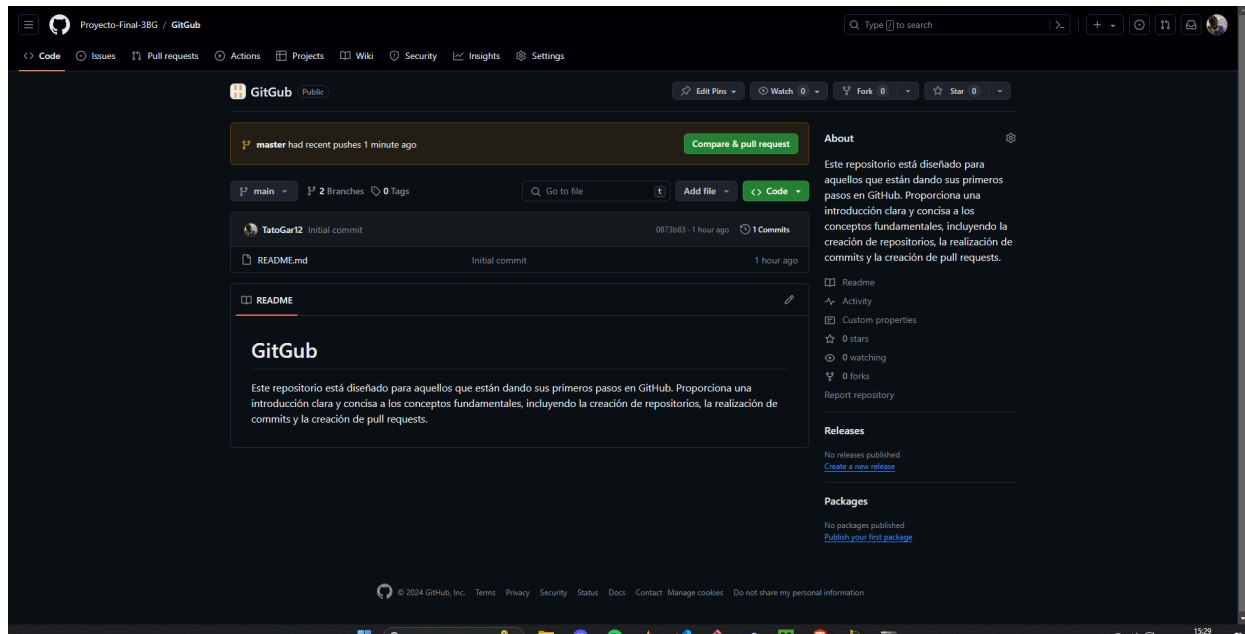 Proyecto-Final-3BG / GitGub
Type / to search
Code Issues Pull requests Actions Projects Wiki Security Insights Settings
GitGub Public
Edit Pins Watch 0 Fork 0 Star 0
master had recent pushes 1 minute ago
Compare & pull request
main 2 Branches 0 Tags
Go to file t
Add file
Code
TatoGar12 Initial commit
0873b83 · 1 hour ago 1 Commits
README.md Initial commit 1 hour ago
README
GitGub
Este repositorio está diseñado para aquellos que están dando sus primeros pasos en GitHub. Proporciona una
introducción clara y concisa a los conceptos fundamentales, incluyendo la creación de repositorios, la realización de
commits y la creación de pull requests.
About
Este repositorio está diseñado para
aquellos que están dando sus primeros
pasos en GitHub. Proporciona una
introducción clara y concisa a los
conceptos fundamentales, incluyendo la
creación de repositorios, la realización de
commits y la creación de pull requests.
Readme
Activity
Custom properties
0 stars
0 watching
0 forks
Report repository
Releases
No releases published
Create a new release
Packages
No packages published
Publish your first package
© 2024 GitHub, Inc. Terms Privacy Security Status Docs Contact Manage cookies Do not share my personal information
15:29